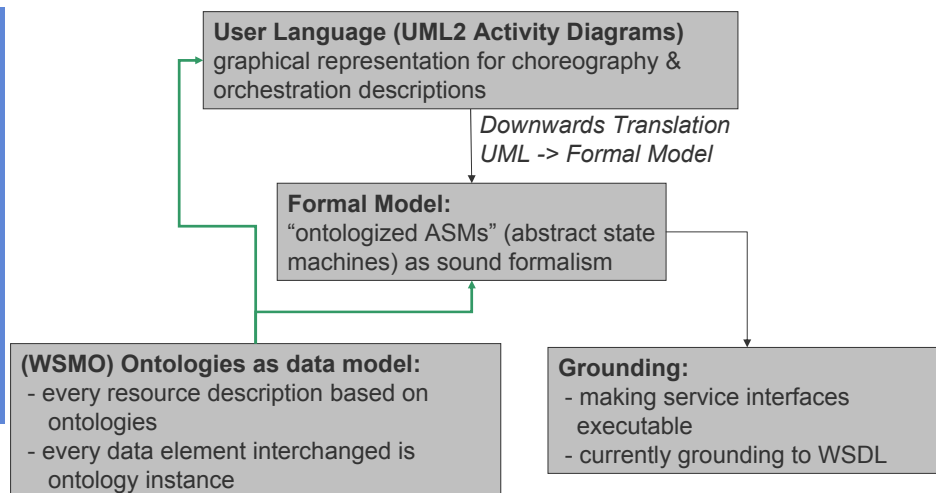 User Language (UML2 Activity Diagrams)
graphical representation for choreography &
orchestration descriptions
Downwards Translation
UML -> Formal Model
Formal Model:
“ontologized ASMs” (abstract state
machines) as sound formalism
(WSMO) Ontologies as data model:
- every resource description based on
ontologies
- every data element interchanged is
ontology instance
Grounding:
- making service interfaces
executable
- currently grounding to WSDL